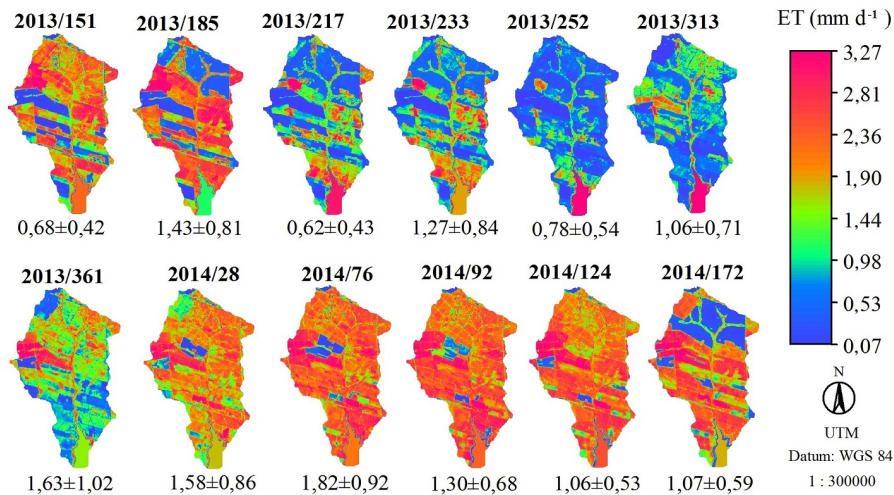 2013/151 2013/185 2013/217 2013/233 2013/252 2013/313
ET (mm d⁻¹)
3,27
2,81
2,36
1,90
1,44
0,98
0,53
0,07
0,68±0,42 1,43±0,81 0,62±0,43 1,27±0,84 0,78±0,54 1,06±0,71
2013/361 2014/28 2014/76 2014/92 2014/124 2014/172
1,63±1,02 1,58±0,86 1,82±0,92 1,30±0,68 1,06±0,53 1,07±0,59
N
UTM
Datum: WGS 84
1 : 300000